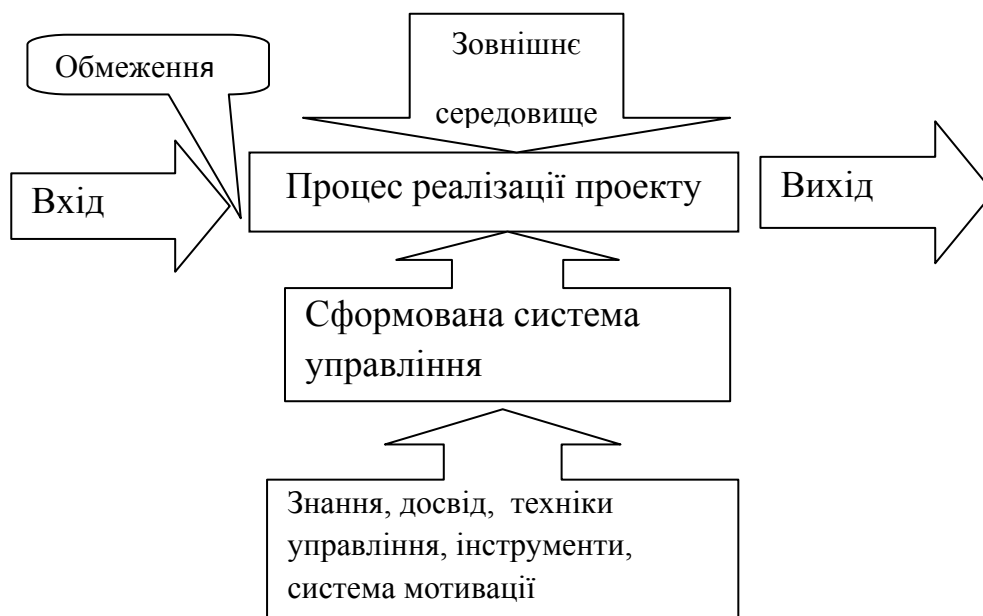 Зовнішнє
середовище
Обмеження
Вхід
Процес реалізації проекту
Вихід
Сформована система
управління
Знання, досвід, техніки
управління, інструменти,
система мотивації